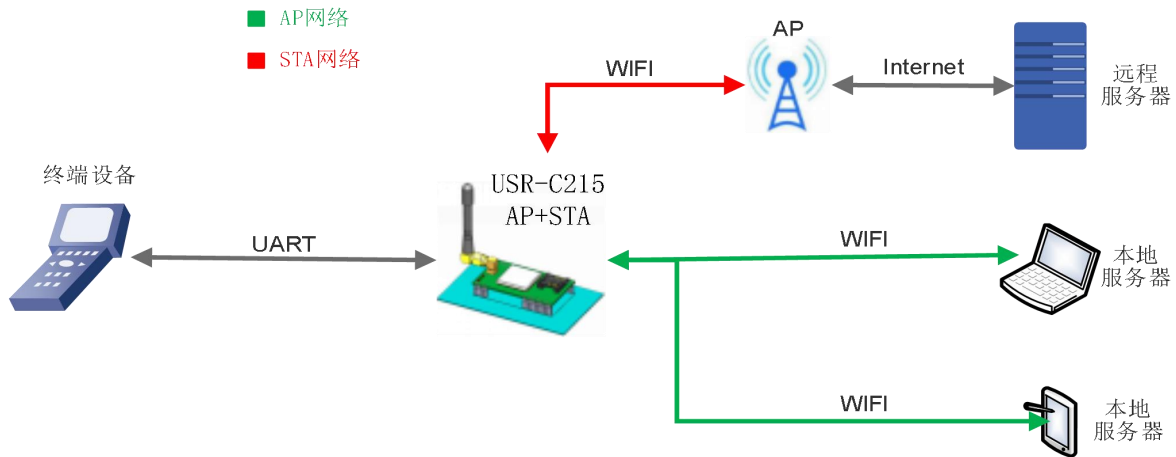 AP网络
STA网络
AP
WIFI
Internet
远程
服务器
终端设备
USR-C215
AP+STA
UART
WIFI
本地
服务器
WIFI
本地
服务器